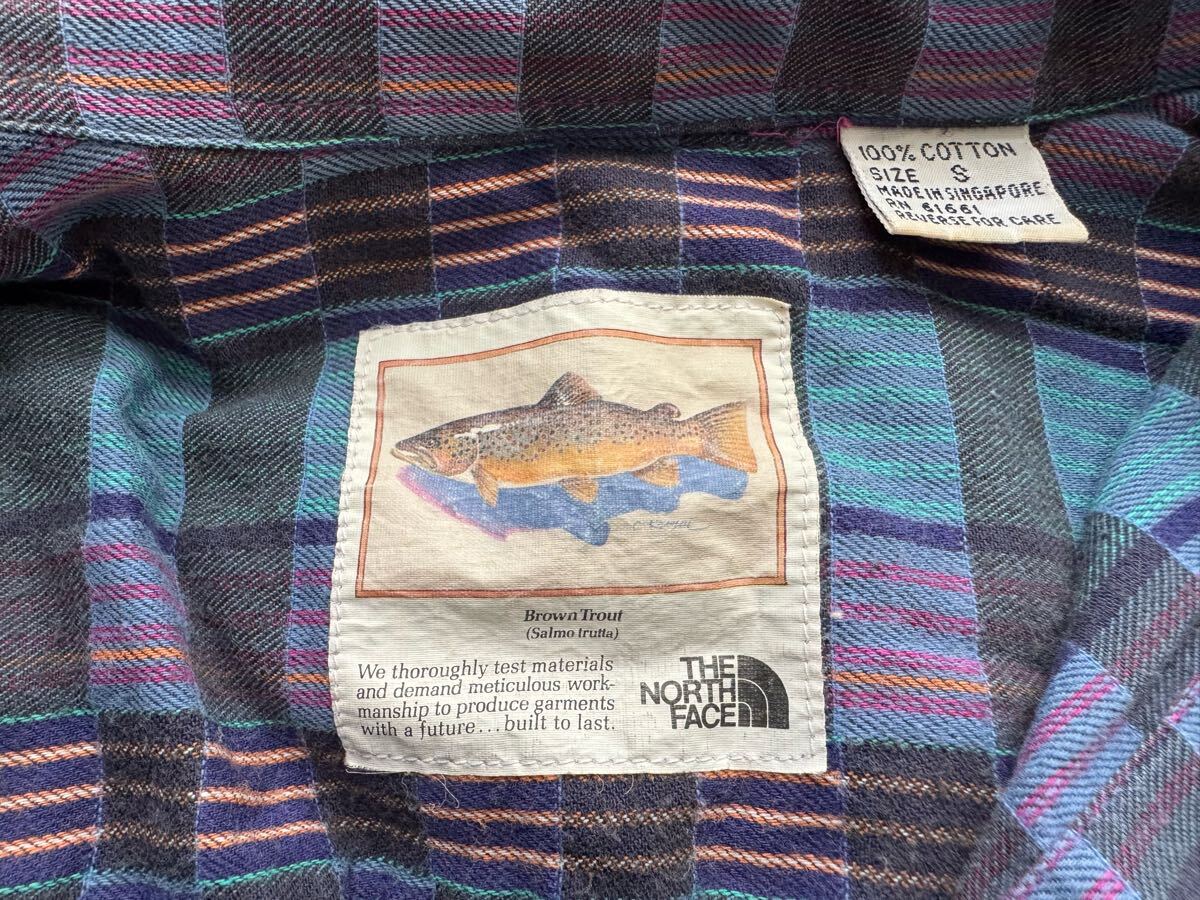 100% COTTON
SIZE S
MADE IN SINGAPORE
RN 61661
REVERSE FOR CARE
Brown Trout
(Salmo trutta)
We thoroughly test materials
and demand meticulous work-
manship to produce garments
with a future...built to last.
THE
NORTH
FACE